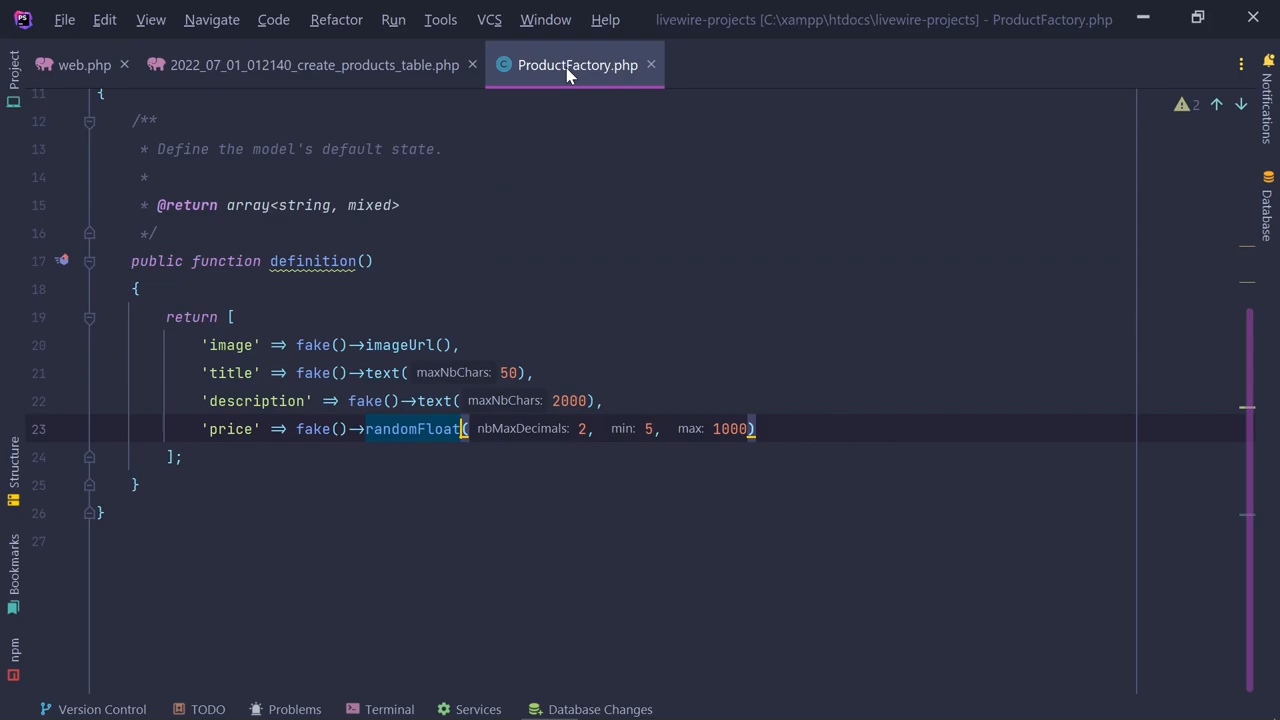 PS File Edit View Navigate Code Refactor Run Tools VCS Window Help livewire-projects [C:\xampp\htdocs\livewire-projects] - ProductFactory.php
web.php 2022_07_01_012140_create_products_table.php C ProductFactory.php
Project
Structure
Bookmarks
npm
2
11 {
12 /**
13 * Define the model's default state.
14 *
15 * @return array<string, mixed>
16 */
17 public function definition()
18 {
19 return [
20 'image' => fake()->imageUrl(),
21 'title' => fake()->text( maxNbChars: 50),
22 'description' => fake()->text( maxNbChars: 2000),
23 'price' => fake()->randomFloat( nbMaxDecimals: 2, min: 5, max: 1000)
24 ];
25 }
26 }
27
Notifications
Database
Version Control TODO Problems Terminal Services Database Changes